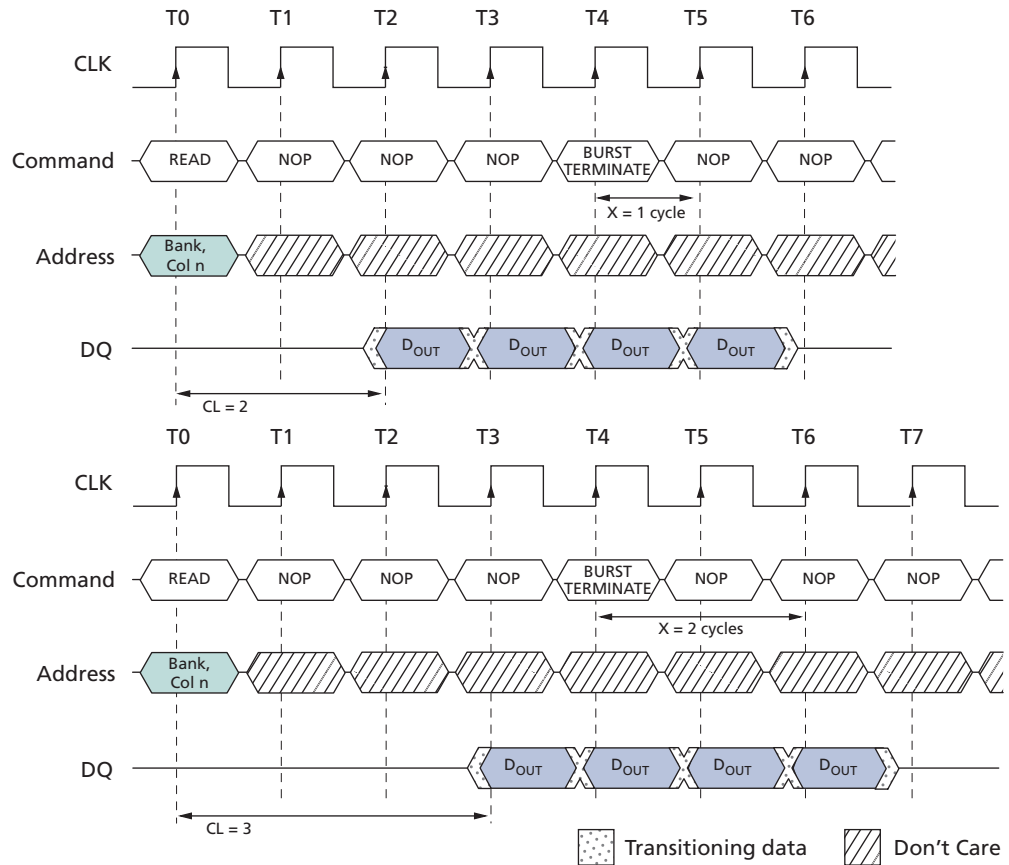 T0 T1 T2 T3 T4 T5 T6
CLK
Command READ NOP NOP NOP BURST TERMINATE NOP NOP
X = 1 cycle
Address Bank, Col n
DQ DOUT DOUT DOUT DOUT
CL = 2
T0 T1 T2 T3 T4 T5 T6 T7
CLK
Command READ NOP NOP NOP BURST TERMINATE NOP NOP NOP
X = 2 cycles
Address Bank, Col n
DQ DOUT DOUT DOUT DOUT
CL = 3
Transitioning data Don't Care